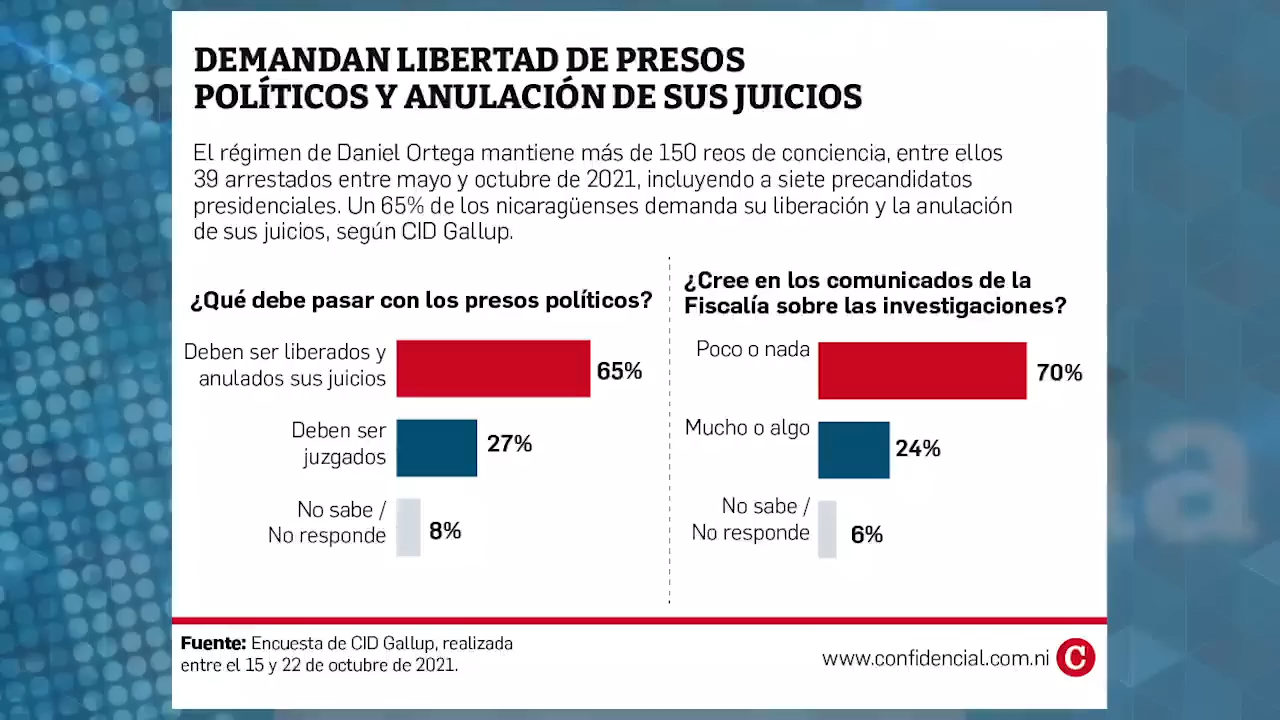 DEMANDAN LIBERTAD DE PRESOS
POLÍTICOS Y ANULACIÓN DE SUS JUICIOS
El régimen de Daniel Ortega mantiene más de 150 reos de conciencia, entre ellos
39 arrestados entre mayo y octubre de 2021, incluyendo a siete precandidatos
presidenciales. Un 65% de los nicaragüenses demanda su liberación y la anulación
de sus juicios, según CID Gallup.
¿Qué debe pasar con los presos políticos?
Deben ser liberados y
anulados sus juicios
65%
Deben ser
juzgados
27%
No sabe /
No responde
8%
¿Cree en los comunicados de la
Fiscalía sobre las investigaciones?
Poco o nada
70%
Mucho o algo
24%
No sabe /
No responde
6%
Fuente: Encuesta de CID Gallup, realizada
entre el 15 y 22 de octubre de 2021.
www.confidencial.com.ni C